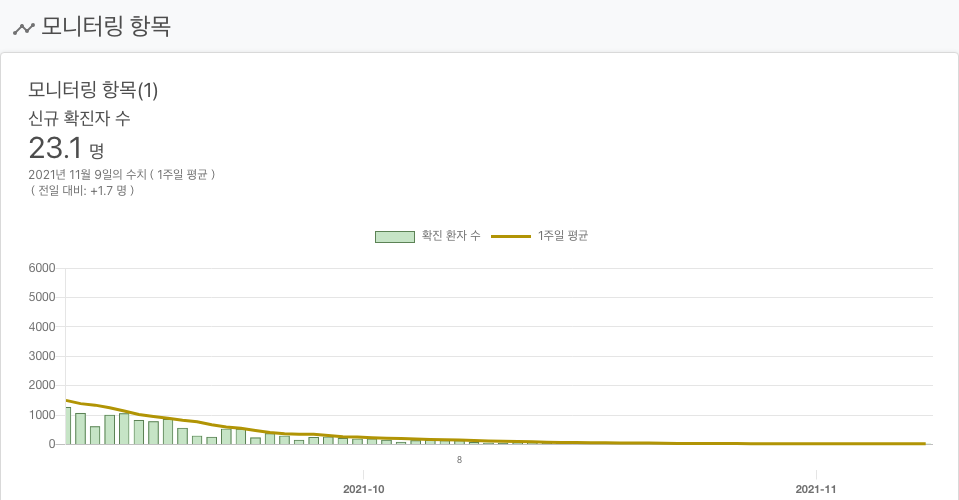 모니터링 항목
모니터링 항목(1)
신규 확진자 수
23.1 명
2021년 11월 9일의 수치 ( 1주일 평균 )
( 전일 대비: +1.7 명 )
확진 환자 수 1주일 평균
6000
5000
4000
3000
2000
1000
0
8
2021-10 2021-11